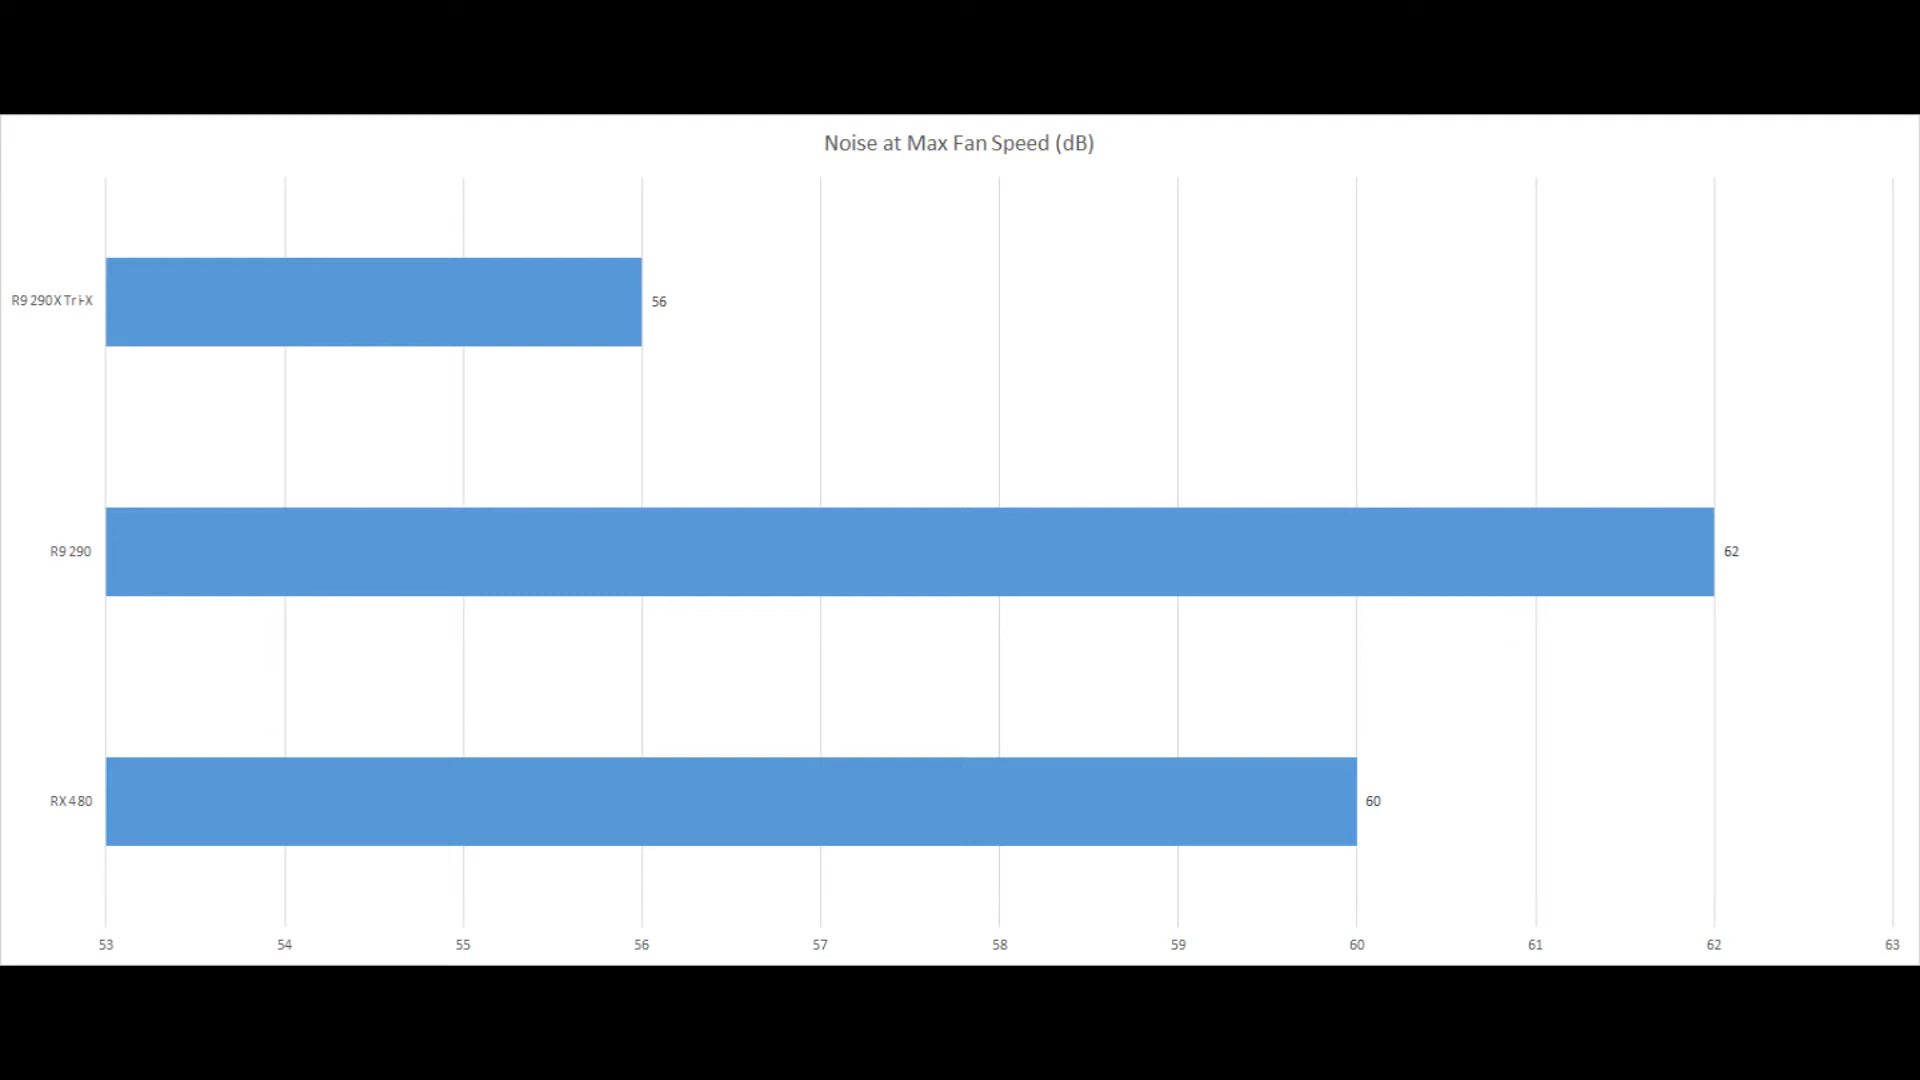 Noise at Max Fan Speed (dB)
R9 290X Tri-X
56
R9 290
62
RX 480
60
53 54 55 56 57 58 59 60 61 62 63